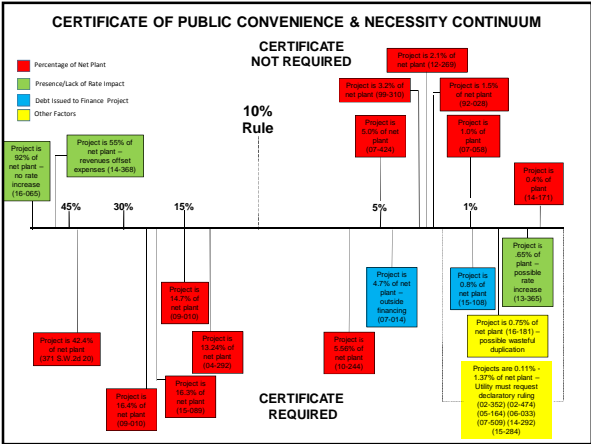 CERTIFICATE OF PUBLIC CONVENIENCE & NECESSITY CONTINUUM
CERTIFICATE
NOT REQUIRED
Percentage of Net Plant
Presence/Lack of Rate Impact
Debt Issued to Finance Project
Other Factors
Project is 2.1% of
net plant (12-269)
Project is 3.2% of
net plant (99-310)
Project is 1.5%
of net plant
(92-028)
10%
Rule
Project is
92% of
net plant –
no rate
increase
(16-065)
Project is 55% of
net plant –
revenues offset
expenses (14-368)
Project is
5.0% of net
plant
(07-424)
Project is
1.0% of
plant
(07-058)
Project is
0.4% of
plant
(14-171)
45%
30%
15%
5%
1%
Project is 42.4%
of net plant
(371 S.W.2d 20)
Project is
16.4% of net
plant
(09-010)
Project is
14.7% of net
plant
(09-010)
Project is
16.3% of net
plant
(15-089)
Project is
13.24% of net
plant
(04-292)
Project is
5.56% of net
plant
(10-244)
Project is
4.7% of net
plant –
outside
financing
(07-014)
Project is
0.8% of net
plant
(15-108)
Project is
.65% of
plant –
possible
rate
increase
(13-365)
Project is 0.75% of
net plant (16-181) –
possible wasteful
duplication
Projects are 0.11% -
1.37% of net plant –
Utility must request
declaratory ruling
(02-352) (02-474)
(05-164) (06-033)
(07-509) (14-292)
(15-284)
CERTIFICATE
REQUIRED